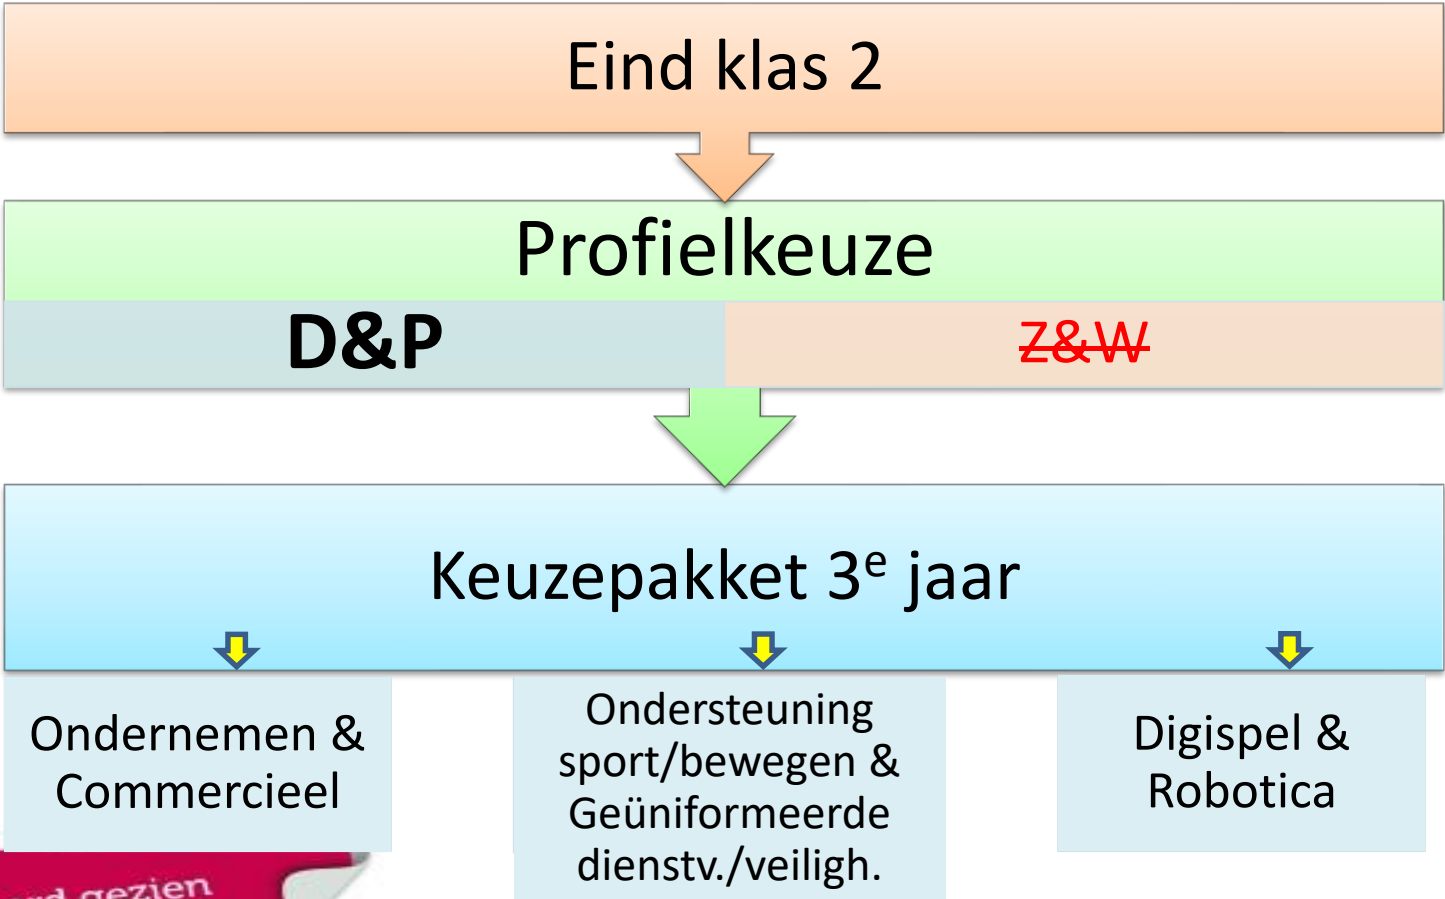 Eind klas 2
Profielkeuze
D&P
Z&W
Keuzepakket 3e jaar
Ondernemen &
Commercieel
Ondersteuning
sport/bewegen &
Geüniformeerde
dienstv./veiligh.
Digispel &
Robotica
gezien